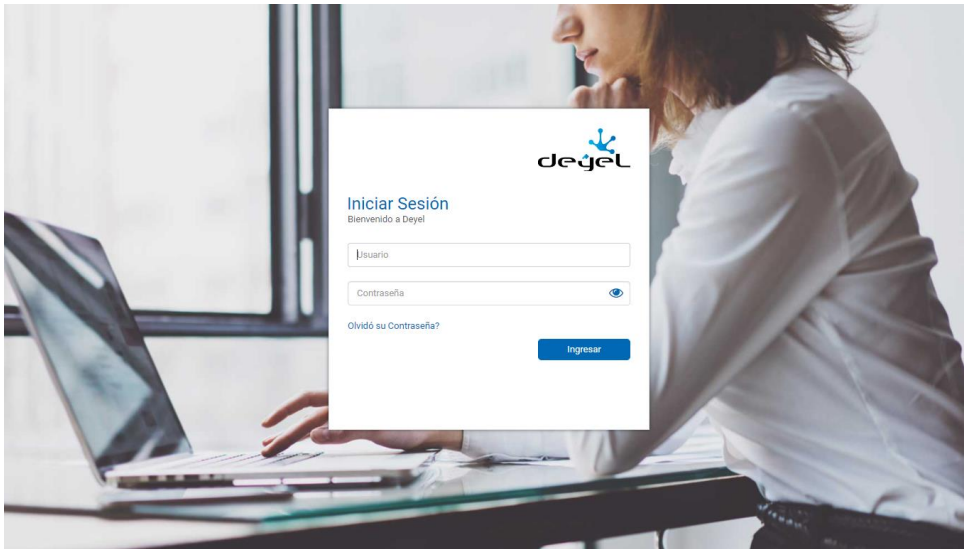 deyel
Iniciar Sesión
Bienvenido a Deyel
Usuario
Contraseña
Olvidó su Contraseña?
Ingresar